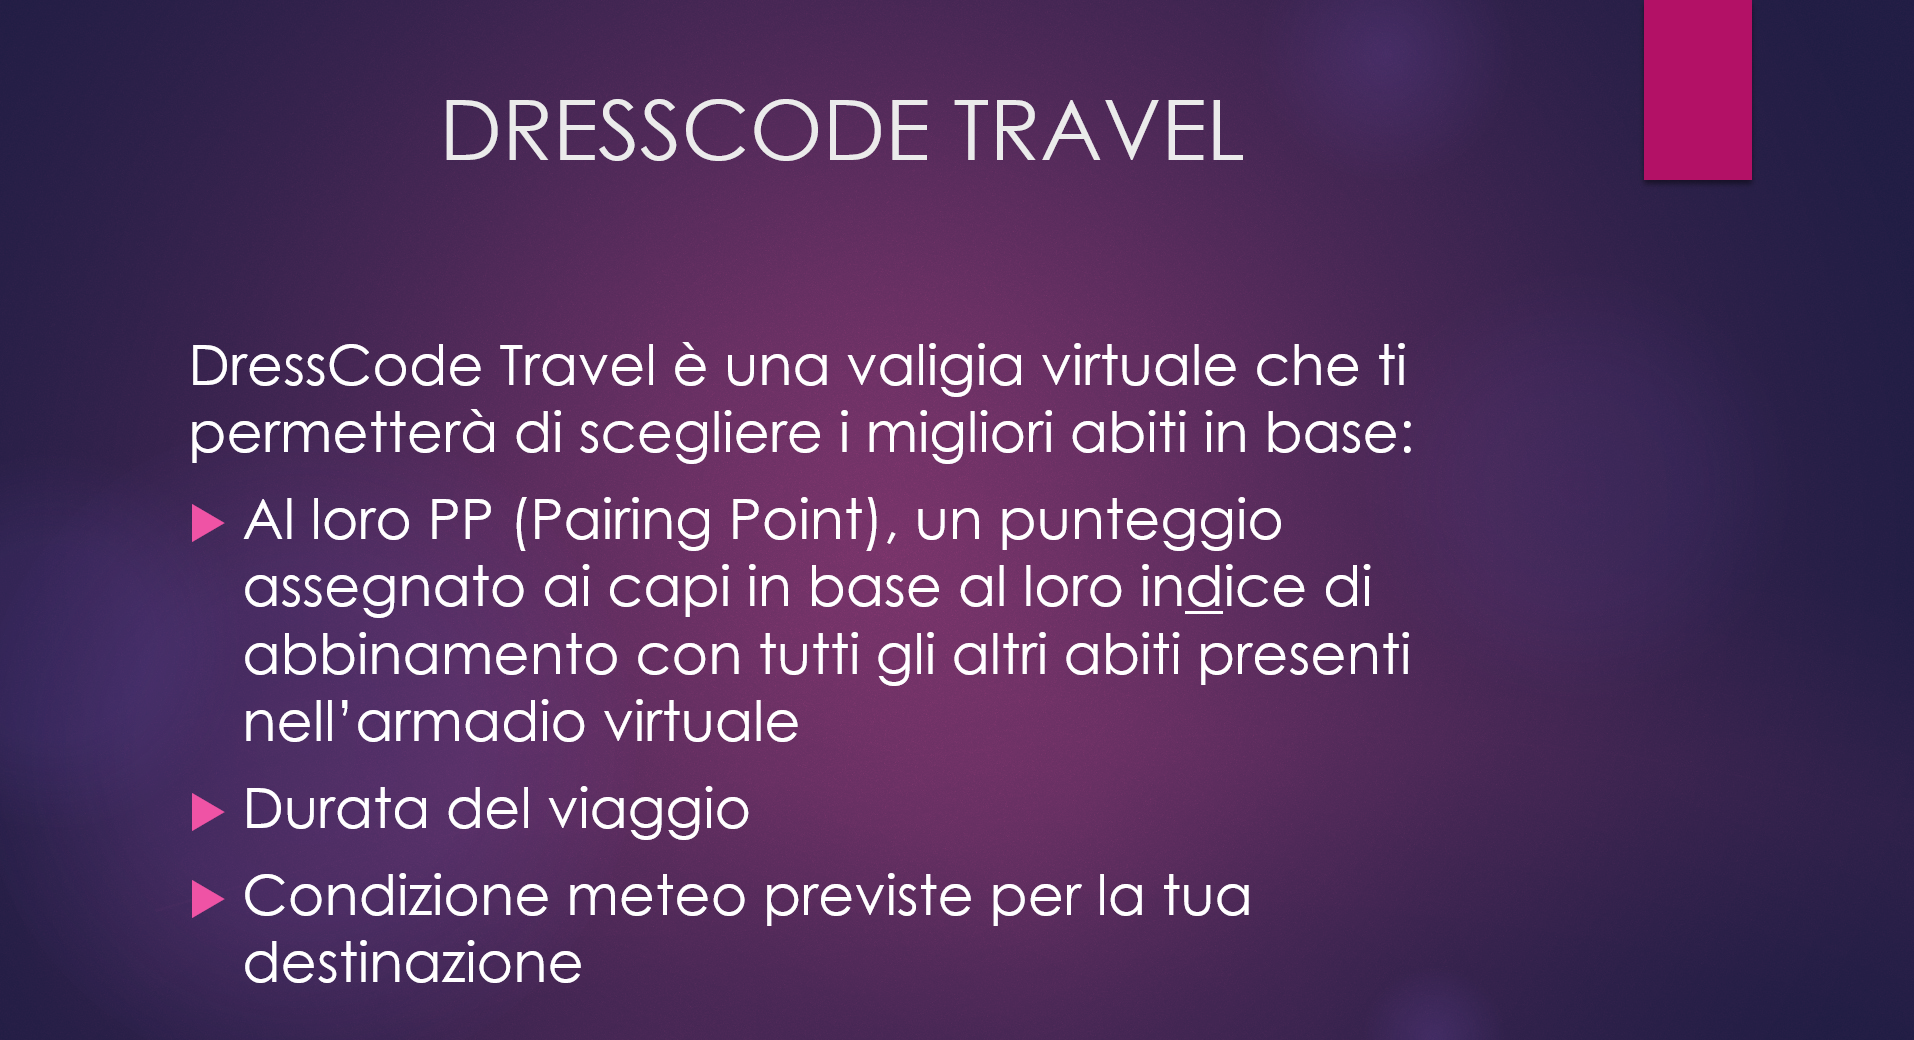 DRESSCODE TRAVEL
DressCode Travel è una valigia virtuale che ti
permetterà di scegliere i migliori abiti in base:
Al loro PP (Pairing Point), un punteggio
assegnato ai capi in base al loro indice di
abbinamento con tutti gli altri abiti presenti
nell’armadio virtuale
Durata del viaggio
Condizione meteo previste per la tua
destinazione